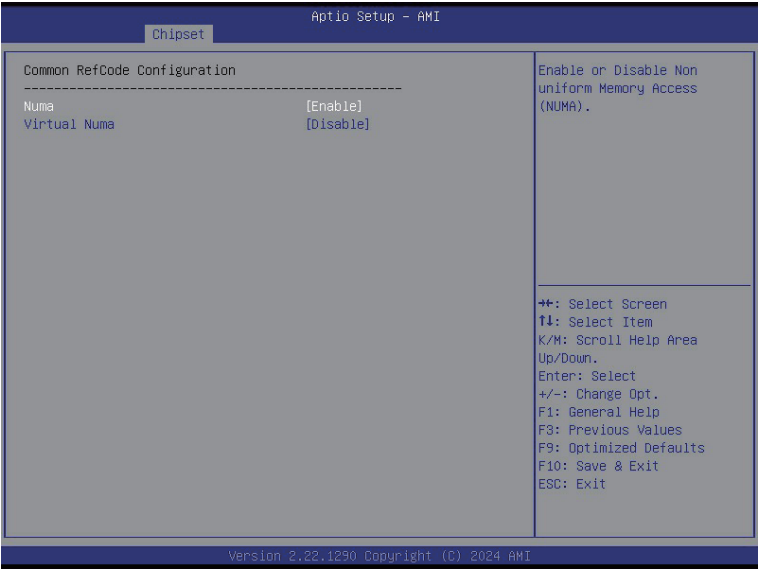 Aptio Setup – AMI
Chipset
Common RefCode Configuration
--------------------------------------------------
Numa [Enable]
Virtual Numa [Disable]
Enable or Disable Non
uniform Memory Access
(NUMA).
→←: Select Screen
↑↓: Select Item
K/M: Scroll Help Area
Up/Down.
Enter: Select
+/-: Change Opt.
F1: General Help
F3: Previous Values
F9: Optimized Defaults
F10: Save & Exit
ESC: Exit
Version 2.22.1290 Copyright (C) 2024 AMI